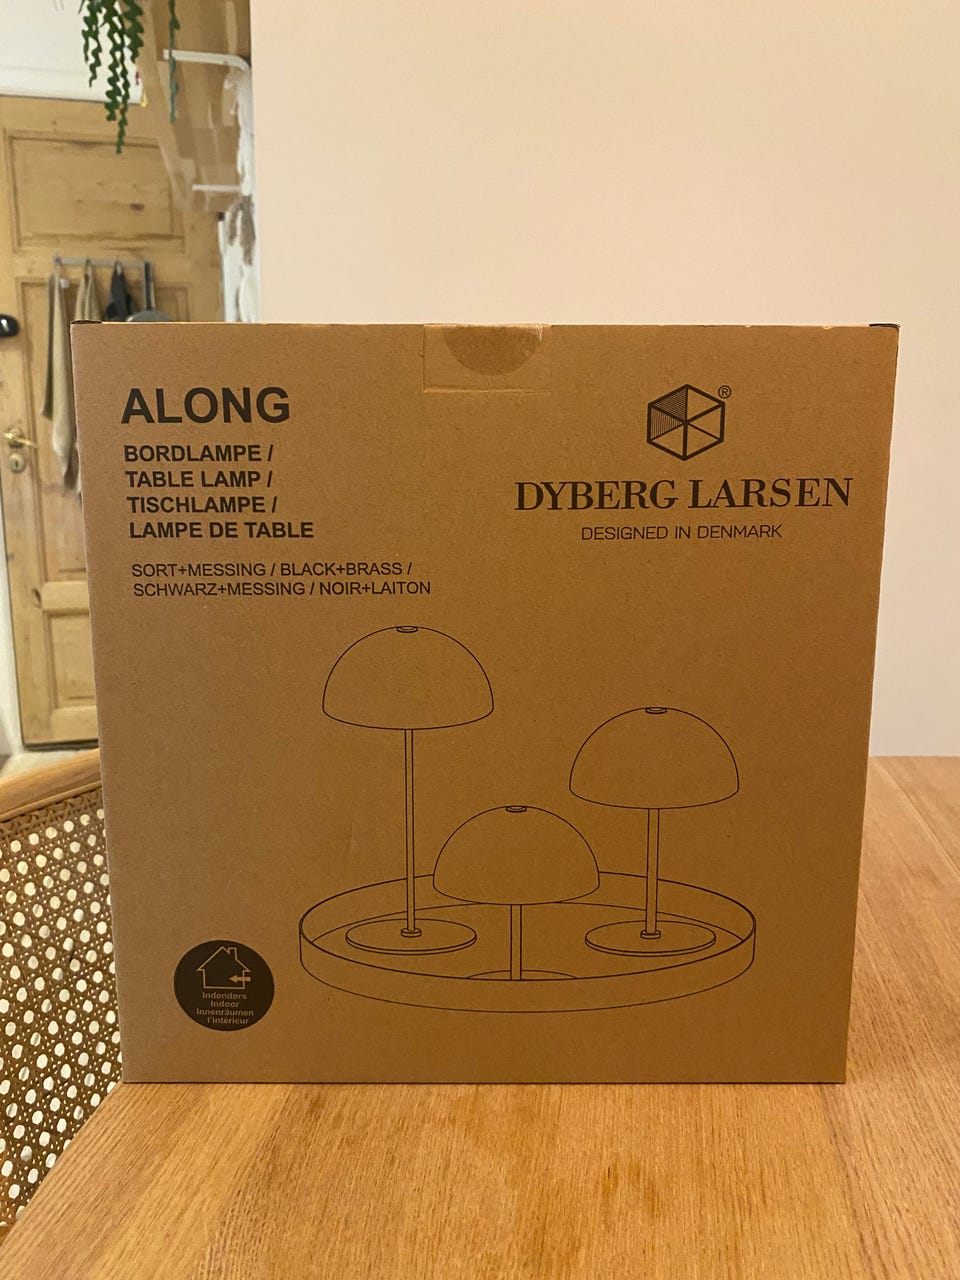 ALONG
BORDLAMPE /
TABLE LAMP /
TISCHLAMPE /
LAMPE DE TABLE
SORT+MESSING / BLACK+BRASS /
SCHWARZ+MESSING / NOIR+LAITON
®
DYBERG LARSEN
DESIGNED IN DENMARK
Indendørs
Indoor
Innenräumen
l'intérieur